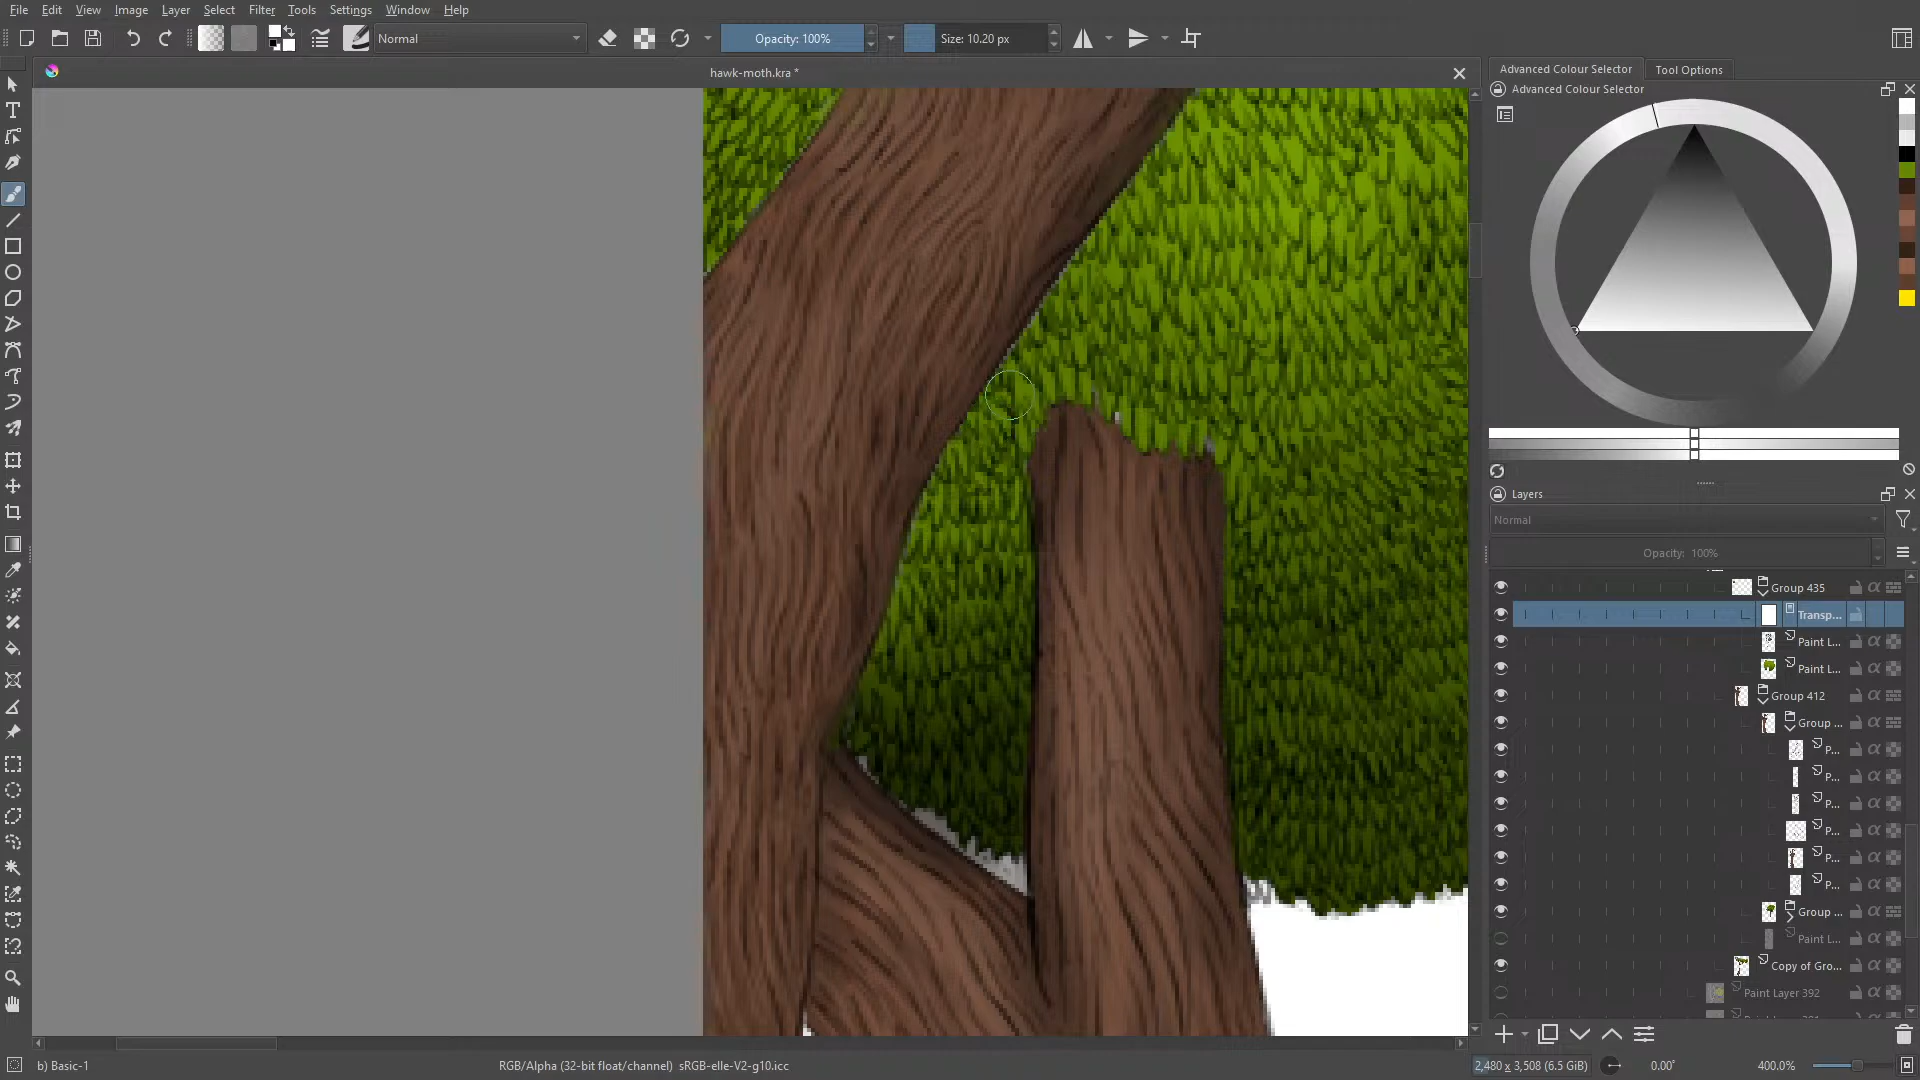 File Edit View Image Layer Select Filter Tools Settings Window Help
Normal
Opacity: 100%
Size: 10.20 px
hawk-moth.kra *
Advanced Colour Selector
Tool Options
Advanced Colour Selector
Layers
Normal
Opacity: 100%
Group 435
Transp...
Paint L...
Paint L...
Group 412
Group ...
P...
P...
P...
P...
P...
P...
Group ...
Paint L...
Copy of Gro...
Paint Layer 392
b) Basic-1
RGB/Alpha (32-bit float/channel) sRGB-elle-V2-g10.icc
2,480 x 3,508 (6.5 GiB)
0.00°
400.0%